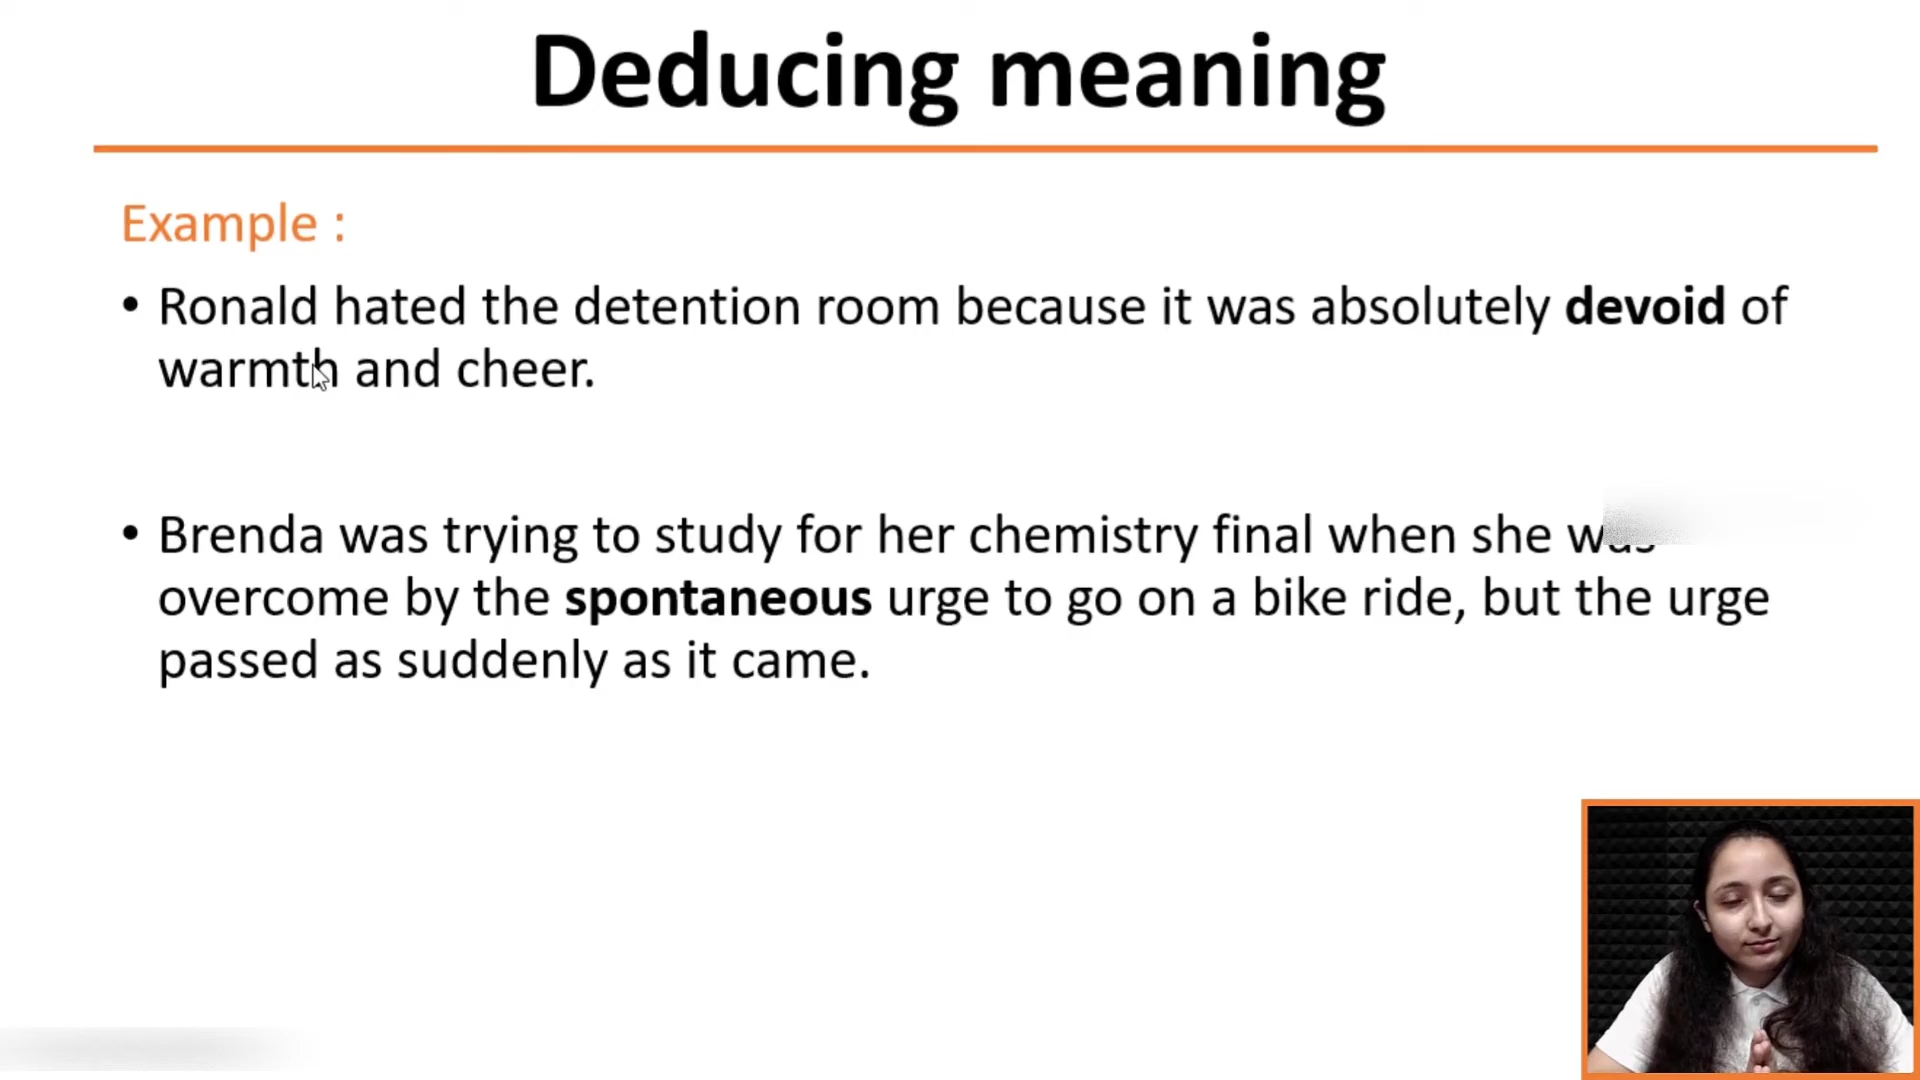 Deducing meaning
Example :
• Ronald hated the detention room because it was absolutely devoid of
warmth and cheer.
• Brenda was trying to study for her chemistry final when she was
overcome by the spontaneous urge to go on a bike ride, but the urge
passed as suddenly as it came.